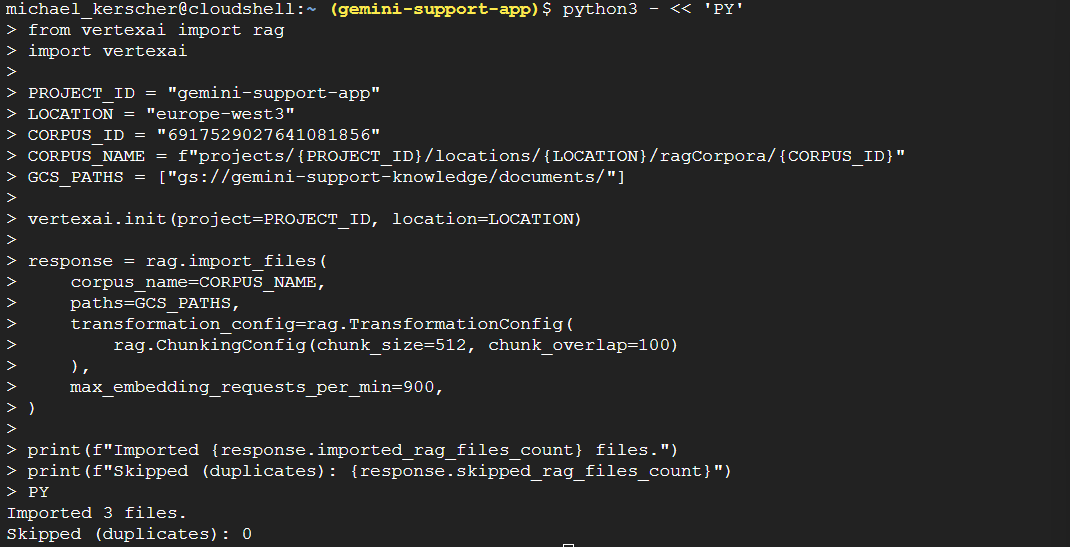 michael_kerscher@cloudshell:~ (gemini-support-app)$ python3 - << 'PY'
> from vertexai import rag
> import vertexai
>
> PROJECT_ID = "gemini-support-app"
> LOCATION = "europe-west3"
> CORPUS_ID = "6917529027641081856"
> CORPUS_NAME = f"projects/{PROJECT_ID}/locations/{LOCATION}/ragCorpora/{CORPUS_ID}"
> GCS_PATHS = ["gs://gemini-support-knowledge/documents/"]
>
> vertexai.init(project=PROJECT_ID, location=LOCATION)
>
> response = rag.import_files(
>     corpus_name=CORPUS_NAME,
>     paths=GCS_PATHS,
>     transformation_config=rag.TransformationConfig(
>         rag.ChunkingConfig(chunk_size=512, chunk_overlap=100)
>     ),
>     max_embedding_requests_per_min=900,
> )
>
> print(f"Imported {response.imported_rag_files_count} files.")
> print(f"Skipped (duplicates): {response.skipped_rag_files_count}")
> PY
Imported 3 files.
Skipped (duplicates): 0